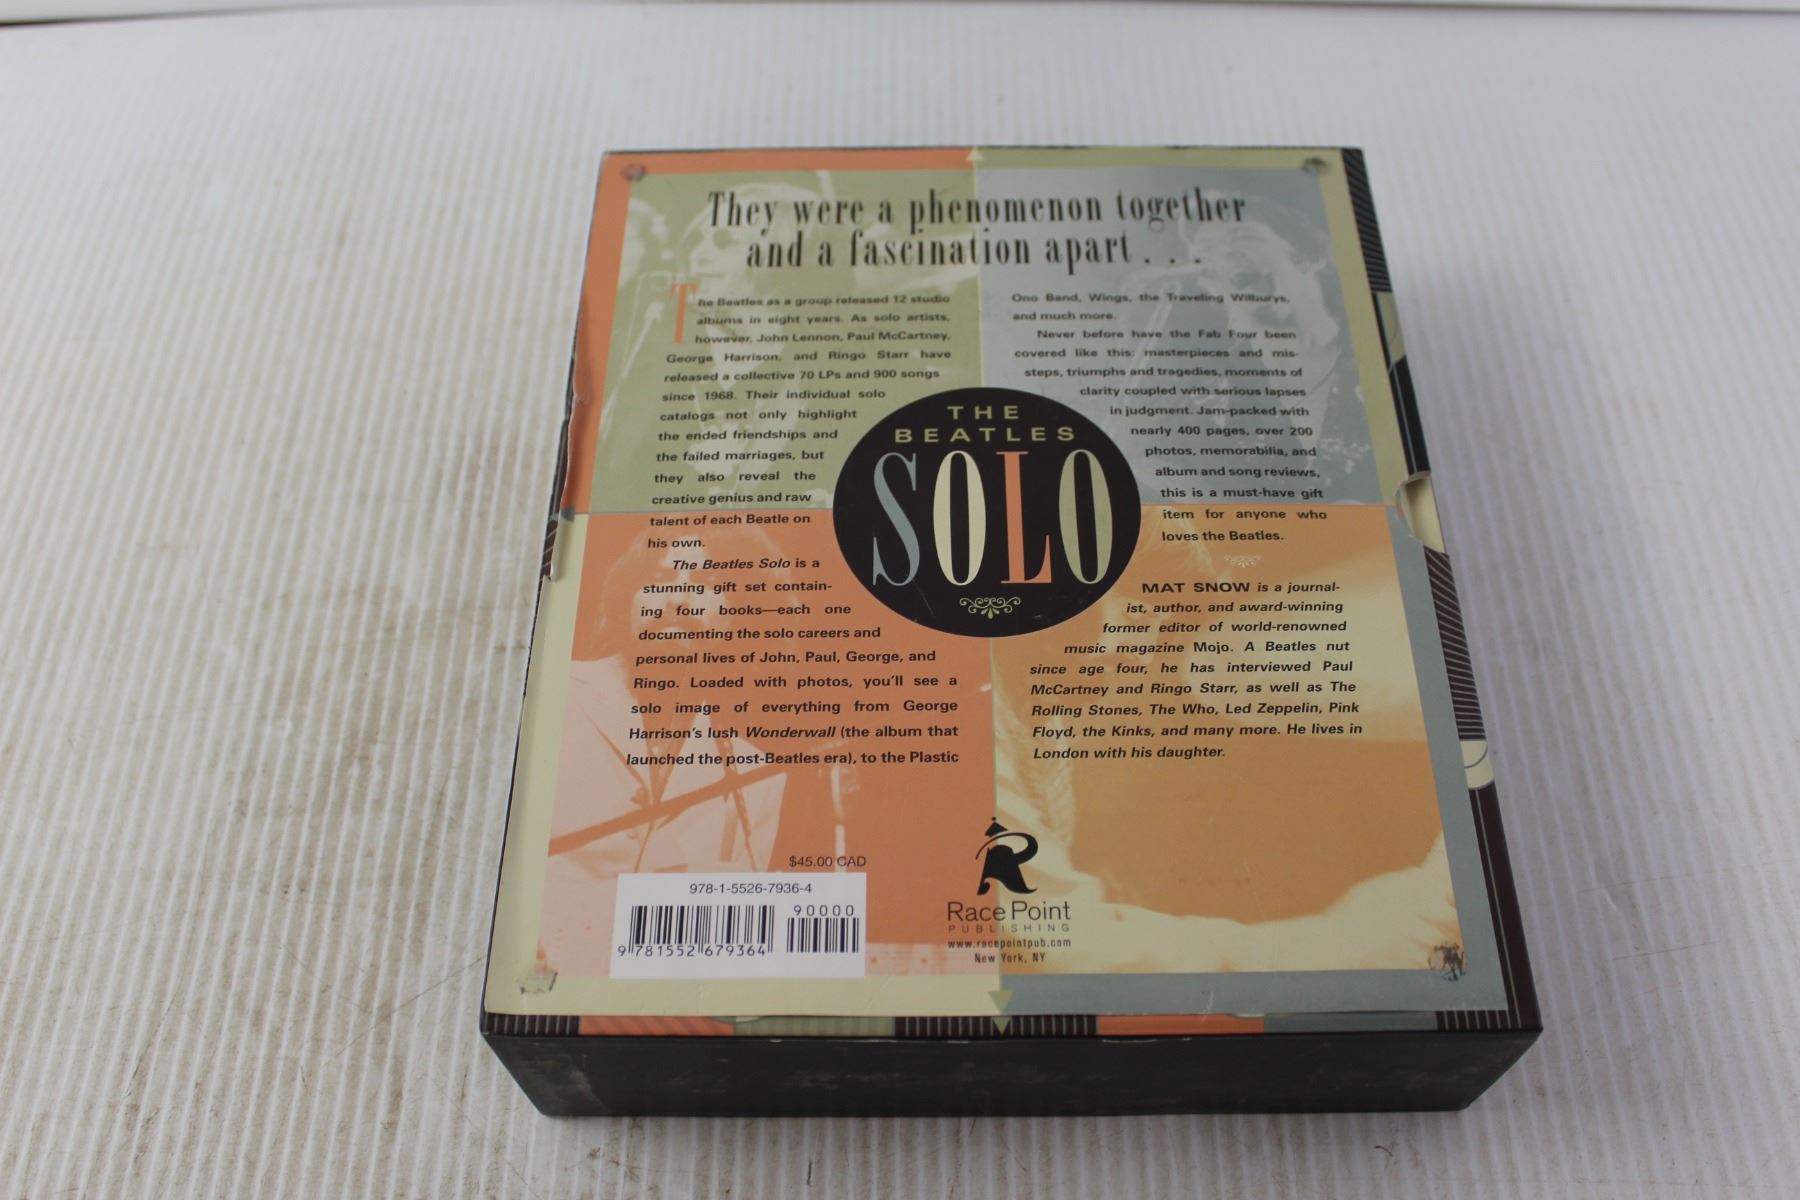 They were a phenomenon together
and a fascination apart . . .
The Beatles as a group released 12 studio
albums in eight years. As solo artists,
however, John Lennon, Paul McCartney,
George Harrison, and Ringo Starr have
released a collective 70 LPs and 900 songs
since 1968. Their individual solo
catalogs not only highlight
the ended friendships and
the failed marriages, but
they also reveal the
creative genius and raw
talent of each Beatle on
his own.
The Beatles Solo is a
stunning gift set contain-
ing four books—each one
documenting the solo careers and
personal lives of John, Paul, George, and
Ringo. Loaded with photos, you'll see a
solo image of everything from George
Harrison's lush Wonderwall (the album that
launched the post-Beatles era), to the Plastic
Ono Band, Wings, the Traveling Wilburys,
and much more.
Never before have the Fab Four been
covered like this: masterpieces and mis-
steps, triumphs and tragedies, moments of
clarity coupled with serious lapses
in judgment. Jam-packed with
nearly 400 pages, over 200
photos, memorabilia, and
album and song reviews,
this is a must-have gift
item for anyone who
loves the Beatles.
THE
BEATLES
SOLO
MAT SNOW is a journal-
ist, author, and award-winning
former editor of world-renowned
music magazine Mojo. A Beatles nut
since age four, he has interviewed Paul
McCartney and Ringo Starr, as well as The
Rolling Stones, The Who, Led Zeppelin, Pink
Floyd, the Kinks, and many more. He lives in
London with his daughter.
$45.00 CAD
978-1-5526-7936-4
90000
9 781552 679364
R
Race Point
PUBLISHING
www.racepointpub.com
New York, NY